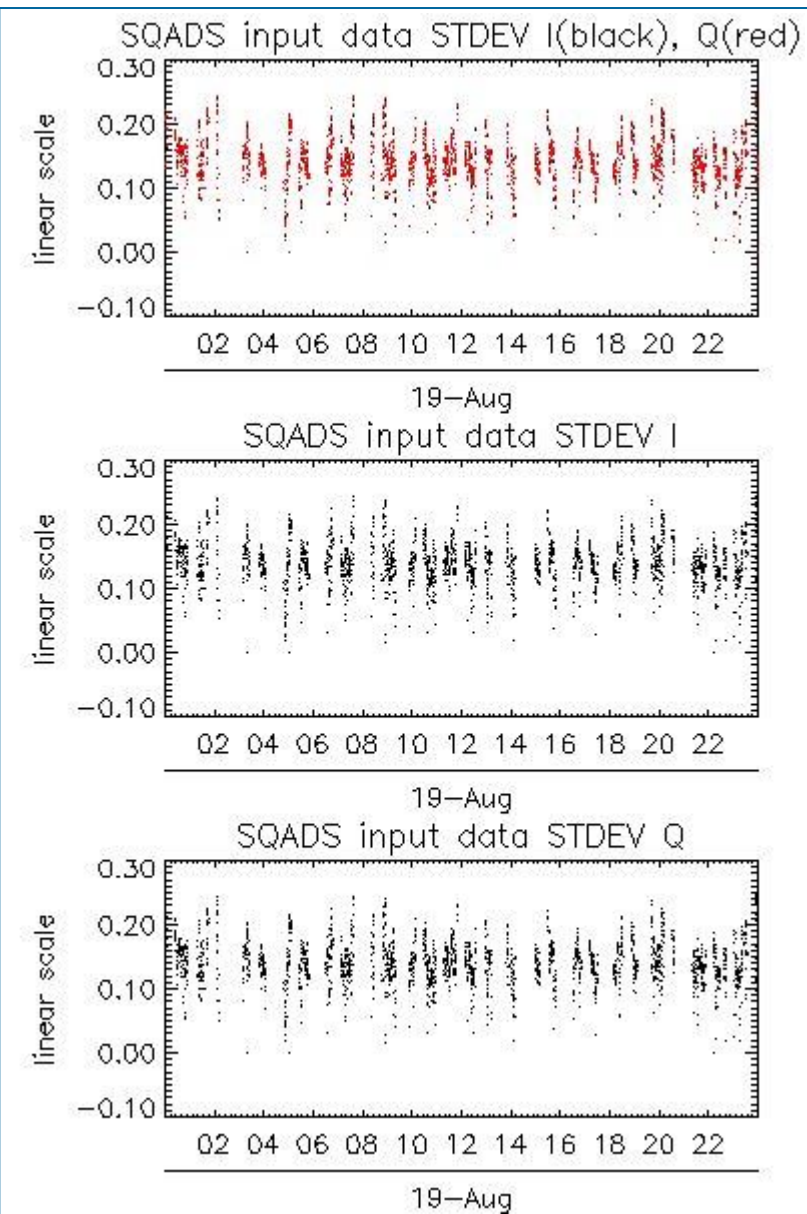 SQADS input data STDEV I(black), Q(red)
0.30
0.20
0.10
0.00
−0.10
linear scale
02 04 06 08 10 12 14 16 18 20 22
19−Aug
SQADS input data STDEV I
0.30
0.20
0.10
0.00
−0.10
linear scale
02 04 06 08 10 12 14 16 18 20 22
19−Aug
SQADS input data STDEV Q
0.30
0.20
0.10
0.00
−0.10
linear scale
02 04 06 08 10 12 14 16 18 20 22
19−Aug